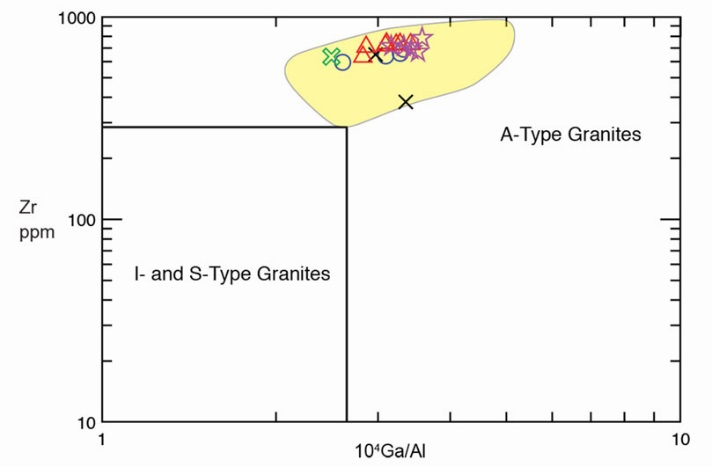 1000
A-Type Granites
Zr
ppm
100
I- and S-Type Granites
10
1
10⁴Ga/Al
10